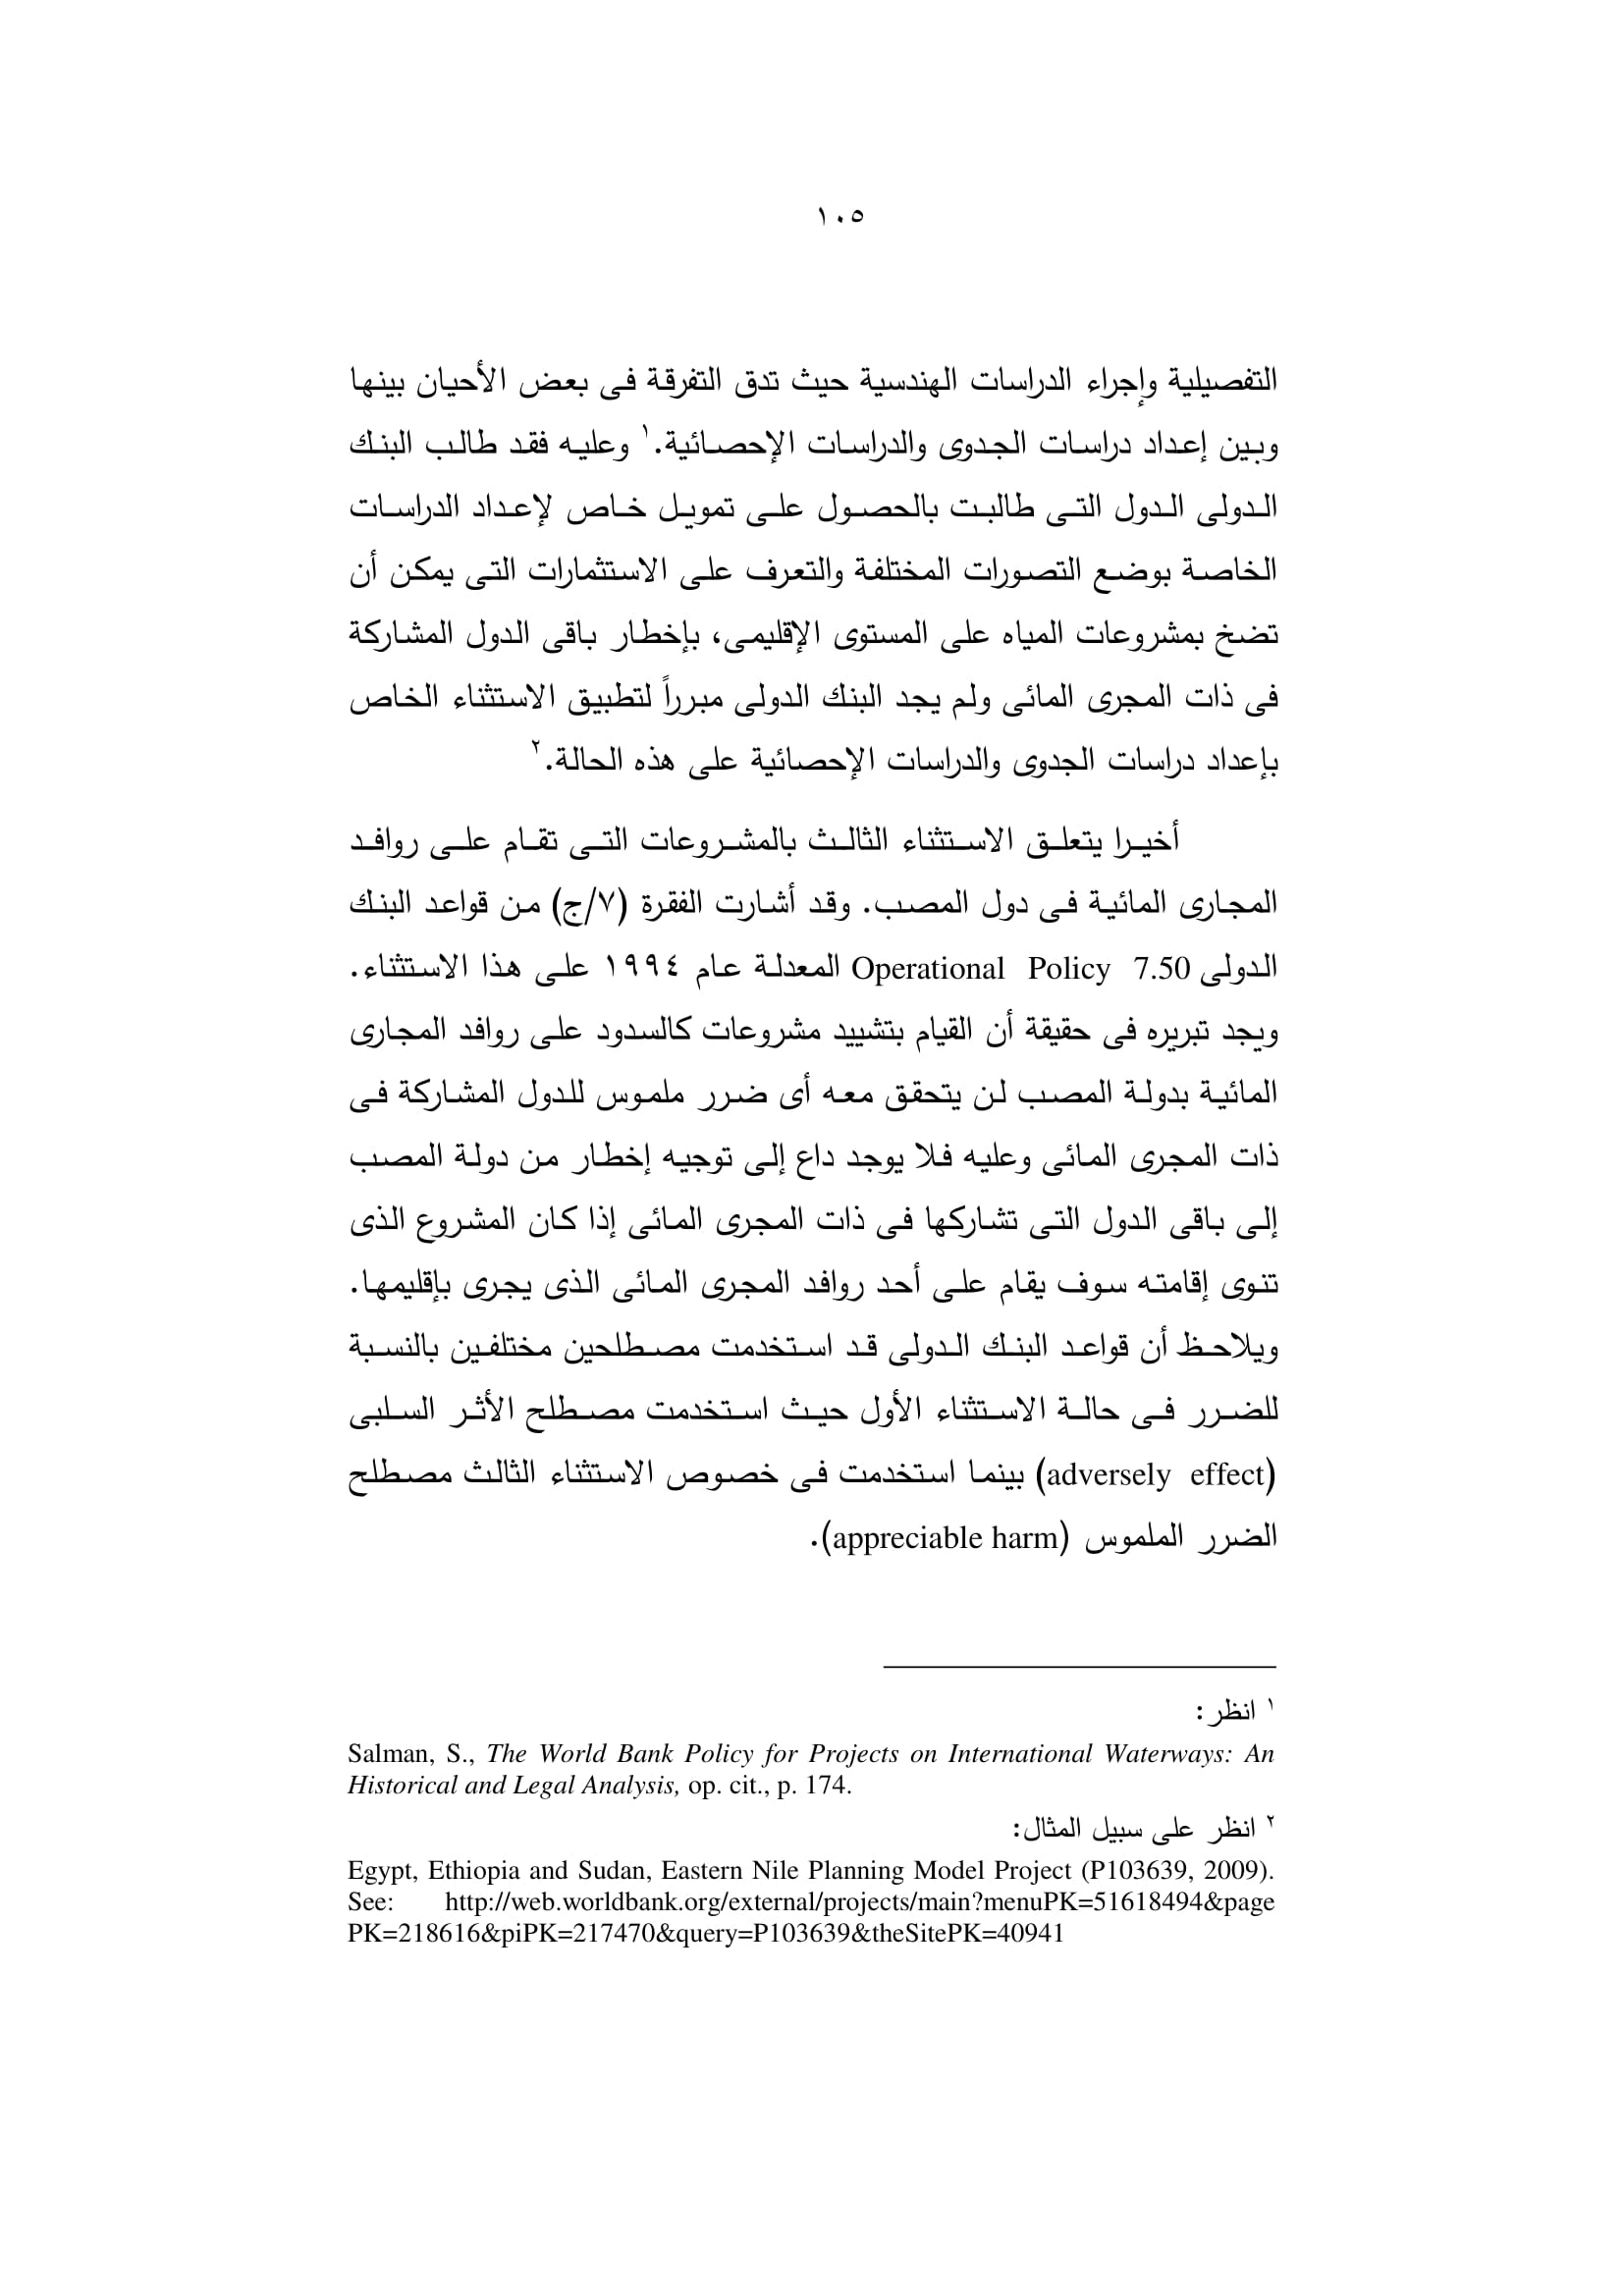 ١٠٥
التفصيلية وإجراء الدراسات الهندسية حيث تدق التفرقة فى بعض الأحيان بينها
وبين إعداد دراسات الجدوى والدراسات الإحصائية.١ وعليه فقد طالب البنك
الدولى الدول التى طالبت بالحصول على تمويل خاص لإعداد الدراسات
الخاصة بوضع التصورات المختلفة والتعرف على الاستثمارات التى يمكن أن
تضخ بمشروعات المياه على المستوى الإقليمى، بإخطار باقى الدول المشاركة
فى ذات المجرى المائى ولم يجد البنك الدولى مبرراً لتطبيق الاستثناء الخاص
بإعداد دراسات الجدوى والدراسات الإحصائية على هذه الحالة.٢
أخيرا يتعلق الاستثناء الثالث بالمشروعات التى تقام على روافد
المجارى المائية فى دول المصب. وقد أشارت الفقرة (٧/ج) من قواعد البنك
الدولى Operational Policy 7.50 المعدلة عام ١٩٩٤ على هذا الاستثناء.
ويجد تبريره فى حقيقة أن القيام بتشييد مشروعات كالسدود على روافد المجارى
المائية بدولة المصب لن يتحقق معه أى ضرر ملموس للدول المشاركة فى
ذات المجرى المائى وعليه فلا يوجد داع إلى توجيه إخطار من دولة المصب
إلى باقى الدول التى تشاركها فى ذات المجرى المائى إذا كان المشروع الذى
تنوى إقامته سوف يقام على أحد روافد المجرى المائى الذى يجرى بإقليمها.
ويلاحظ أن قواعد البنك الدولى قد استخدمت مصطلحين مختلفين بالنسبة
للضرر فى حالة الاستثناء الأول حيث استخدمت مصطلح الأثر السلبى
(adversely effect) بينما استخدمت فى خصوص الاستثناء الثالث مصطلح
الضرر الملموس (appreciable harm).
١ انظر:
Salman, S., The World Bank Policy for Projects on International Waterways: An
Historical and Legal Analysis, op. cit., p. 174.
٢ انظر على سبيل المثال:
Egypt, Ethiopia and Sudan, Eastern Nile Planning Model Project (P103639, 2009).
See: http://web.worldbank.org/external/projects/main?menuPK=51618494&page
PK=218616&piPK=217470&query=P103639&theSitePK=40941